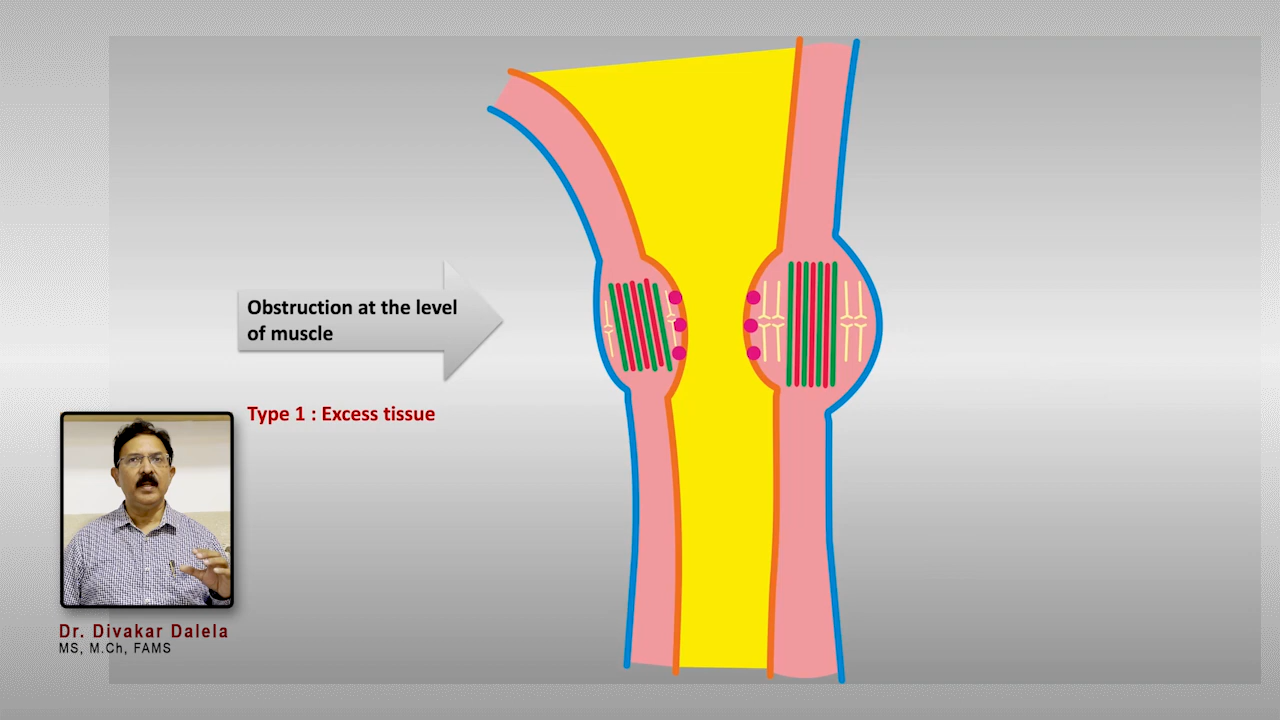 Obstruction at the level
of muscle
Type 1 : Excess tissue
Dr. Divakar Dalela
MS, M.Ch, FAMS